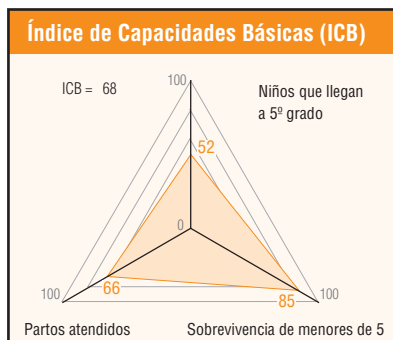 Índice de Capacidades Básicas (ICB)
100
ICB = 68
Niños que llegan
a 5º grado
52
0
66
100
85
100
Partos atendidos
Sobrevivencia de menores de 5